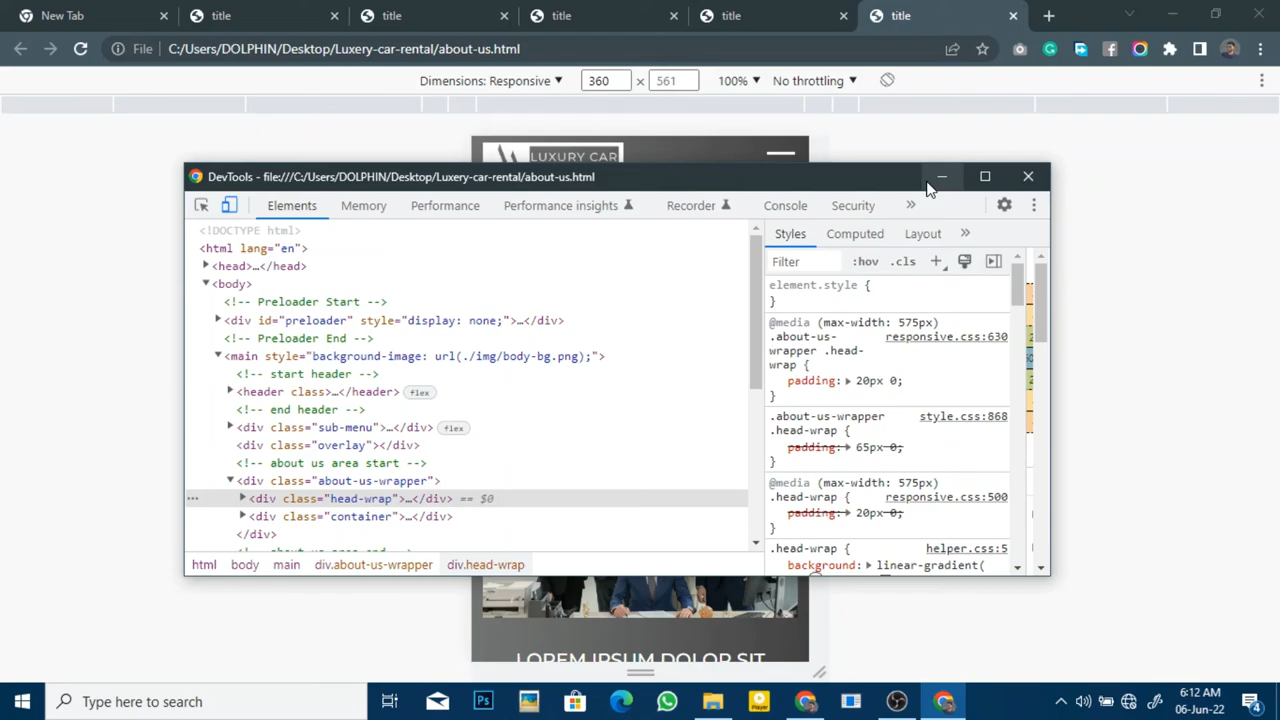 New Tab
title
title
title
title
title
File
C:/Users/DOLPHIN/Desktop/Luxery-car-rental/about-us.html
Dimensions: Responsive
360 × 561
100%
No throttling
LUXURY CAR
DevTools - file:///C:/Users/DOLPHIN/Desktop/Luxery-car-rental/about-us.html
Elements
Memory
Performance
Performance insights
Recorder
Console
Security
<!DOCTYPE html>
<html lang="en">
<head>…</head>
<body>
<!-- Preloader Start -->
<div id="preloader" style="display: none;">…</div>
<!-- Preloader End -->
<main style="background-image: url(./img/body-bg.png);">
<!-- start header -->
<header class>…</header> flex
<!-- end header -->
<div class="sub-menu">…</div> flex
<div class="overlay"></div>
<!-- about us area start -->
<div class="about-us-wrapper">
<div class="head-wrap">…</div> == $0
<div class="container">…</div>
</div>
<!-- about us area end -->
html
body
main
div.about-us-wrapper
div.head-wrap
Styles
Computed
Layout
Filter
:hov
.cls
element.style {
}
@media (max-width: 575px)
.about-us- responsive.css:630
wrapper .head-
wrap {
padding: 20px 0;
}
.about-us-wrapper style.css:868
.head-wrap {
padding: 65px 0;
}
@media (max-width: 575px)
.head-wrap { responsive.css:500
padding: 20px 0;
}
.head-wrap { helper.css:5
background: linear-gradient(
LOREM IPSUM DOLOR SIT
Type here to search
Ps
Player
6:12 AM
06-Jun-22
4